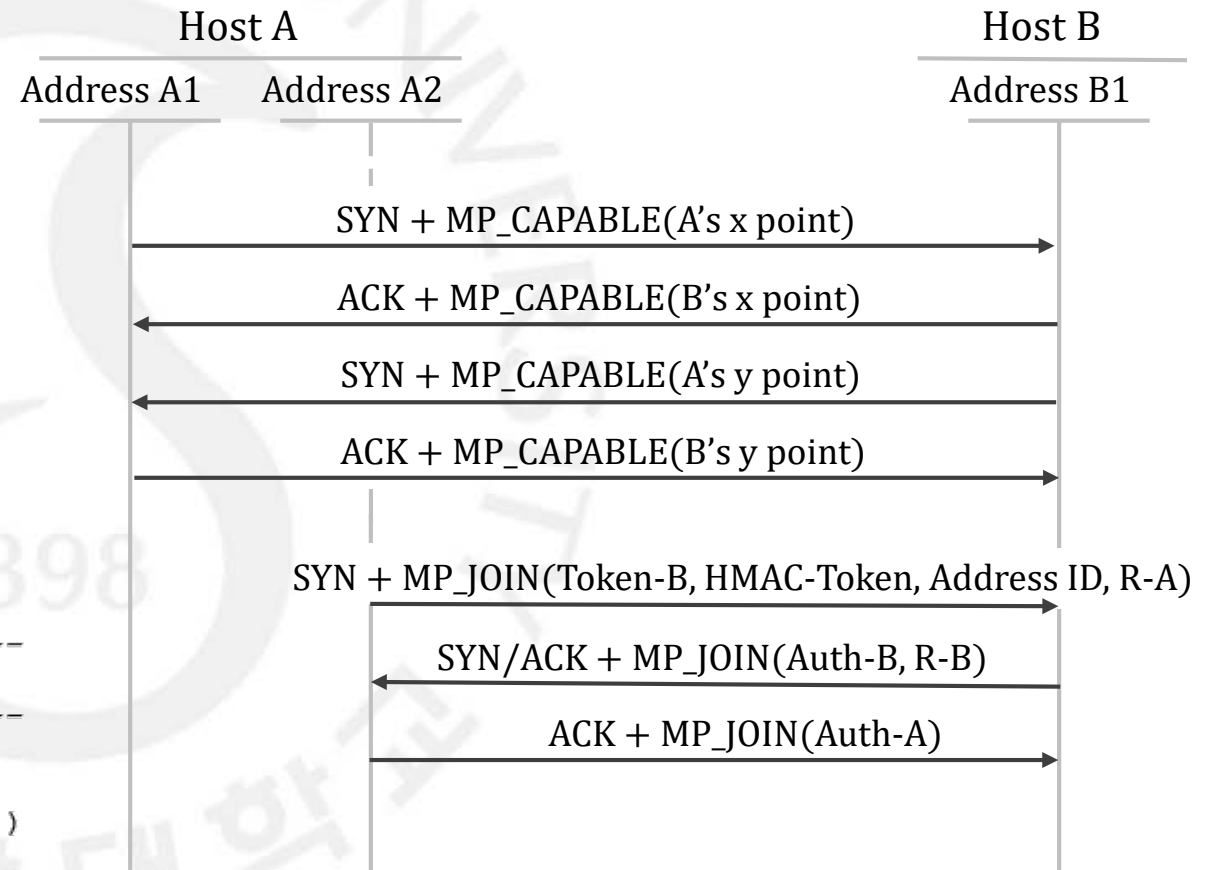 Host A Host B
Address A1 Address A2 Address B1
SYN + MP_CAPABLE(A’s x point)
ACK + MP_CAPABLE(B’s x point)
SYN + MP_CAPABLE(A’s y point)
ACK + MP_CAPABLE(B’s y point)
SYN + MP_JOIN(Token-B, HMAC-Token, Address ID, R-A)
SYN/ACK + MP_JOIN(Auth-B, R-B)
ACK + MP_JOIN(Auth-A)
898
)